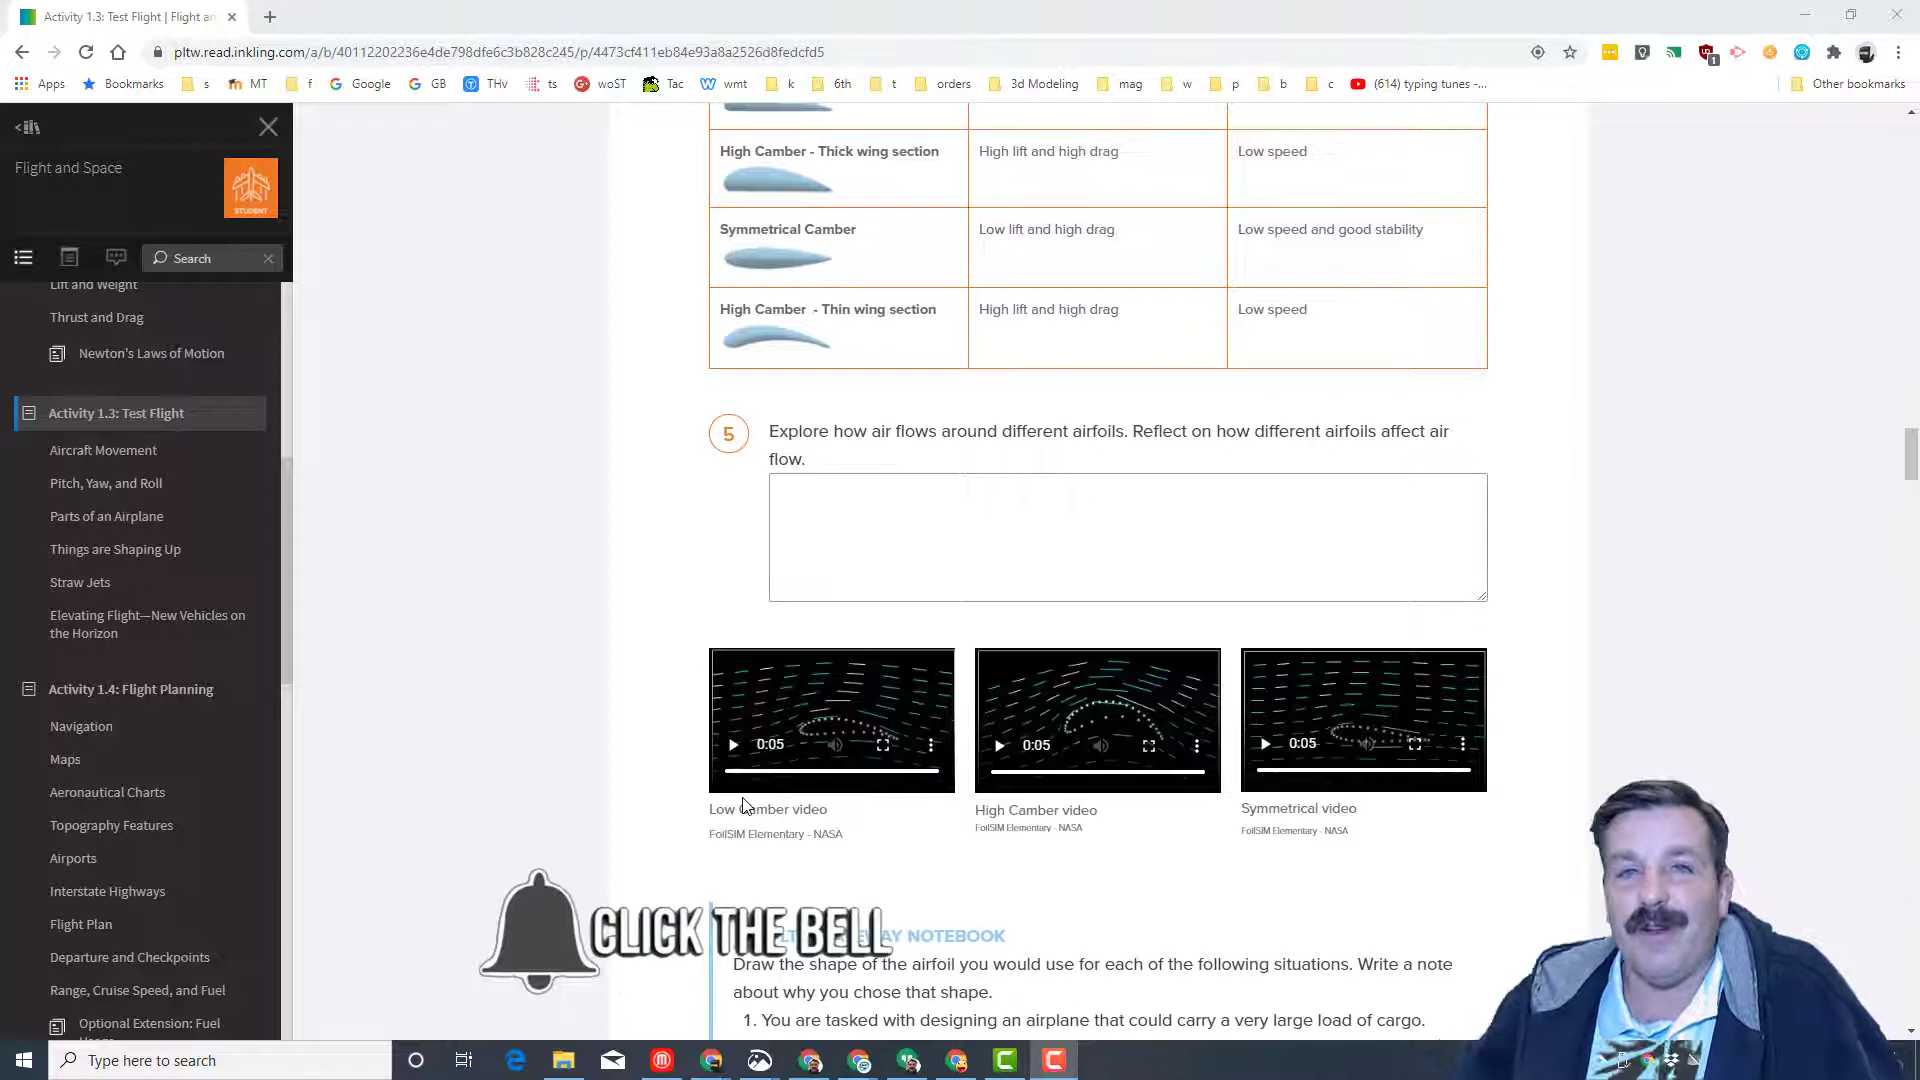 Activity 1.3: Test Flight | Flight an
pltw.read.inkling.com/a/b/40112202236e4de798dfe6c3b828c245/p/4473cf411eb84e93a8a2526d8fedcfd5
Apps
Bookmarks
s
MT
f
Google
GB
THv
ts
woST
Tac
wmt
k
6th
t
orders
3d Modeling
mag
w
p
b
c
(614) typing tunes -...
Other bookmarks
Flight and Space
STUDENT
Search
Lift and Weight
Thrust and Drag
Newton's Laws of Motion
Activity 1.3: Test Flight
Aircraft Movement
Pitch, Yaw, and Roll
Parts of an Airplane
Things are Shaping Up
Straw Jets
Elevating Flight—New Vehicles on
the Horizon
Activity 1.4: Flight Planning
Navigation
Maps
Aeronautical Charts
Topography Features
Airports
Interstate Highways
Flight Plan
Departure and Checkpoints
Range, Cruise Speed, and Fuel
Optional Extension: Fuel
High Camber - Thick wing section
High lift and high drag
Low speed
Symmetrical Camber
Low lift and high drag
Low speed and good stability
High Camber - Thin wing section
High lift and high drag
Low speed
5
Explore how air flows around different airfoils. Reflect on how different airfoils affect air
flow.
0:05
0:05
0:05
Low Camber video
FoilSIM Elementary - NASA
High Camber video
FoilSIM Elementary - NASA
Symmetrical video
FoilSIM Elementary - NASA
CLICK THE BELL
NOTEBOOK
Draw the shape of the airfoil you would use for each of the following situations. Write a note
about why you chose that shape.
1. You are tasked with designing an airplane that could carry a very large load of cargo.
Type here to search